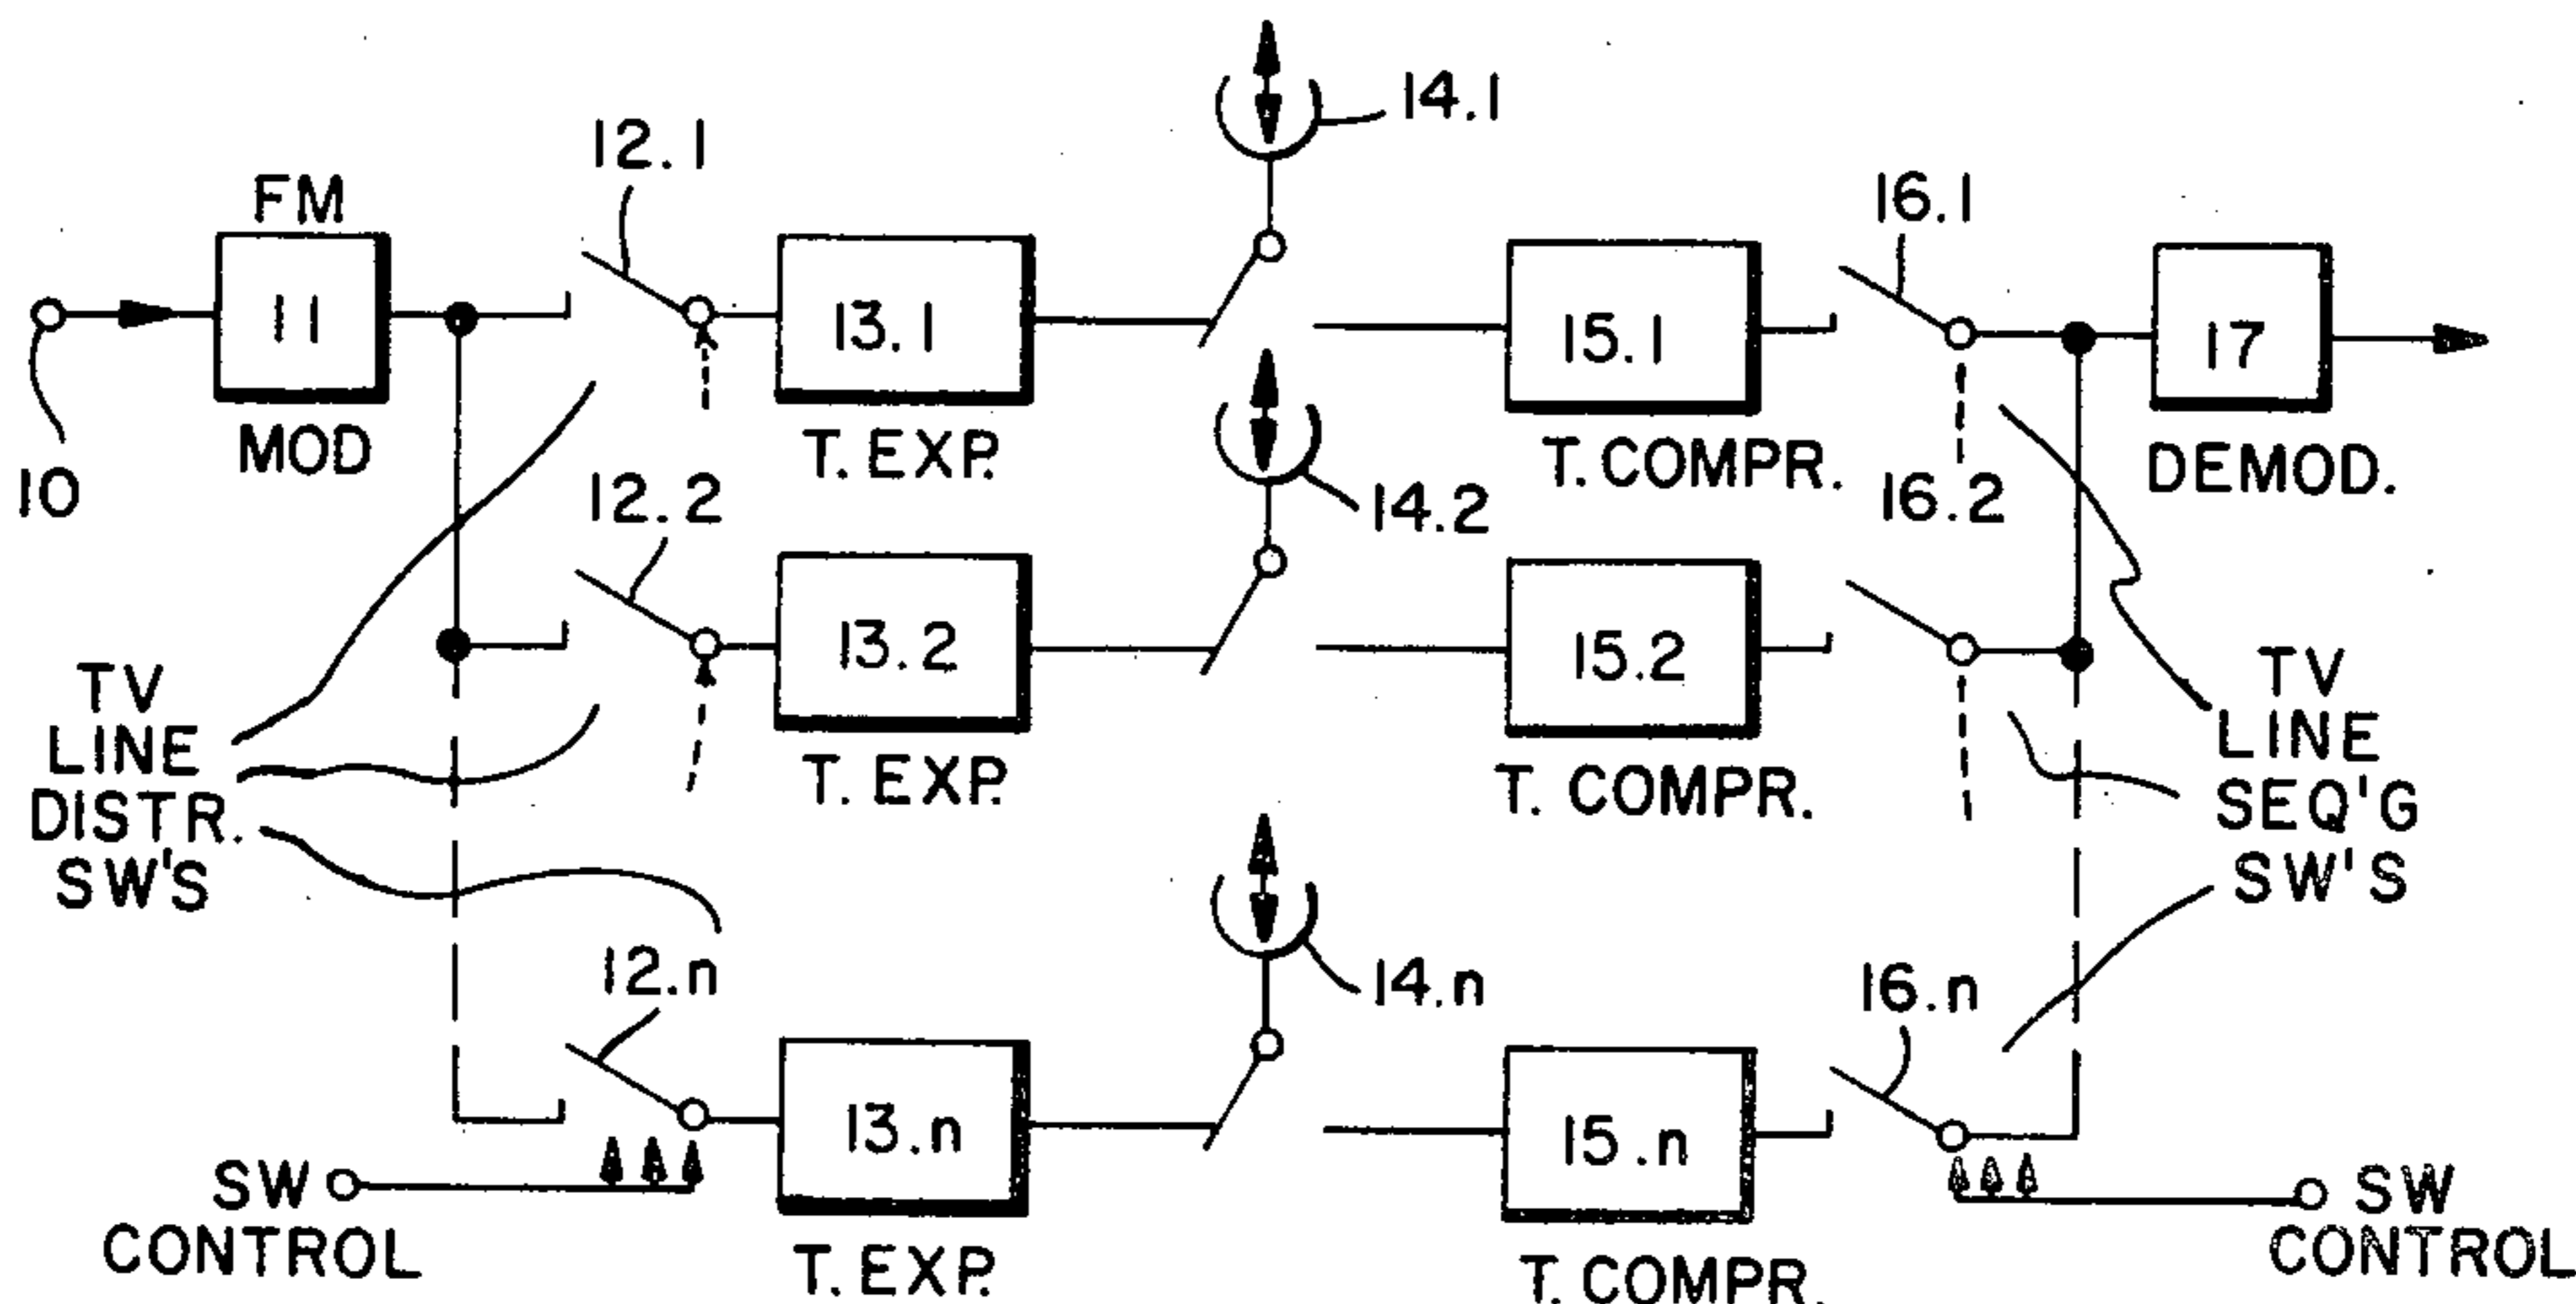 14.1
12.1
16.1
FM
11
13.1
15.1
17
MOD
T. EXP.
T. COMPR.
DEMOD.
10
12.2
14.2
16.2
13.2
15.2
TV
LINE
DISTR.
SW'S
TV
LINE
SEQ'G
SW'S
T. EXP.
T. COMPR.
12.n
14.n
16.n
13.n
15.n
SW
CONTROL
SW
CONTROL
T. EXP.
T. COMPR.